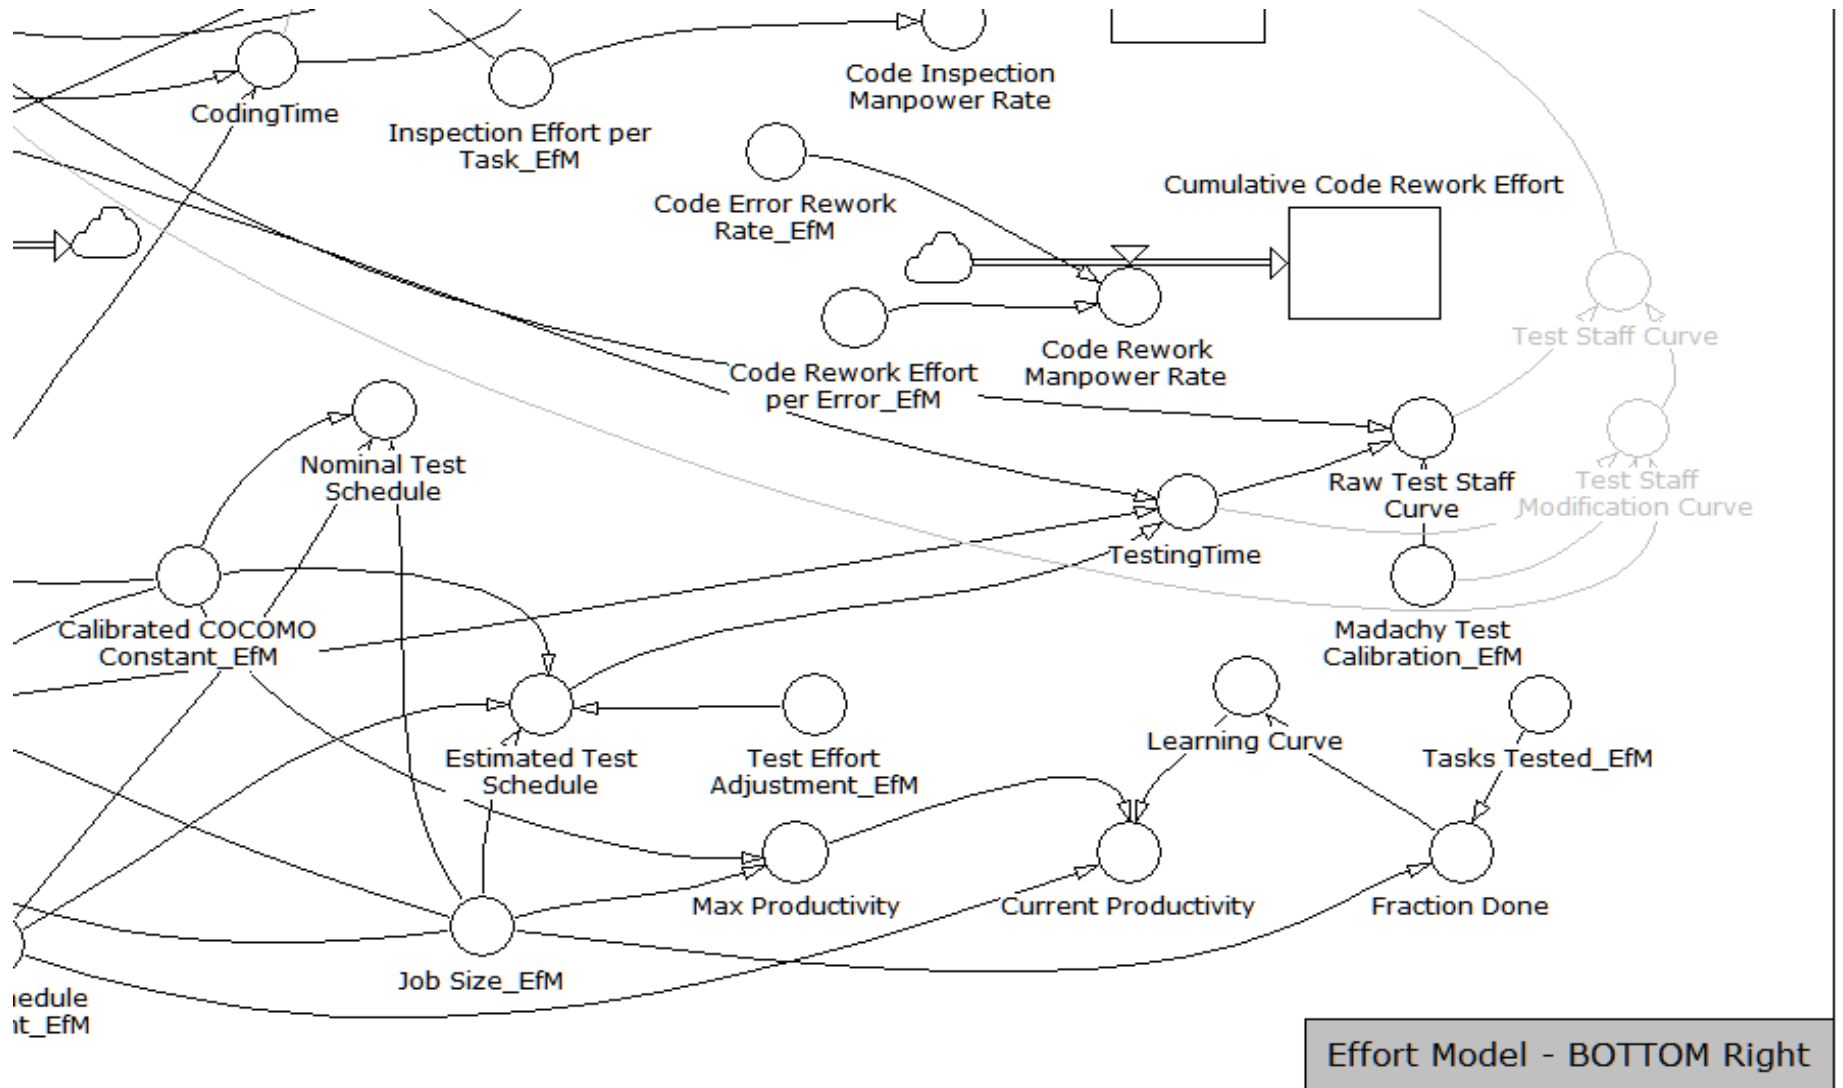 Code Inspection
Manpower Rate
CodingTime
Inspection Effort per
Task_EfM
Cumulative Code Rework Effort
Code Error Rework
Rate_EfM
Test Staff Curve
Code Rework
Manpower Rate
Code Rework Effort
per Error_EfM
Nominal Test
Schedule
Raw Test Staff
Curve
Test Staff
Modification Curve
TestingTime
Calibrated COCOMO
Constant_EfM
Madachy Test
Calibration_EfM
Learning Curve
Estimated Test
Schedule
Test Effort
Adjustment_EfM
Tasks Tested_EfM
Max Productivity
Current Productivity
Fraction Done
Job Size_EfM
Effort Model - BOTTOM Right